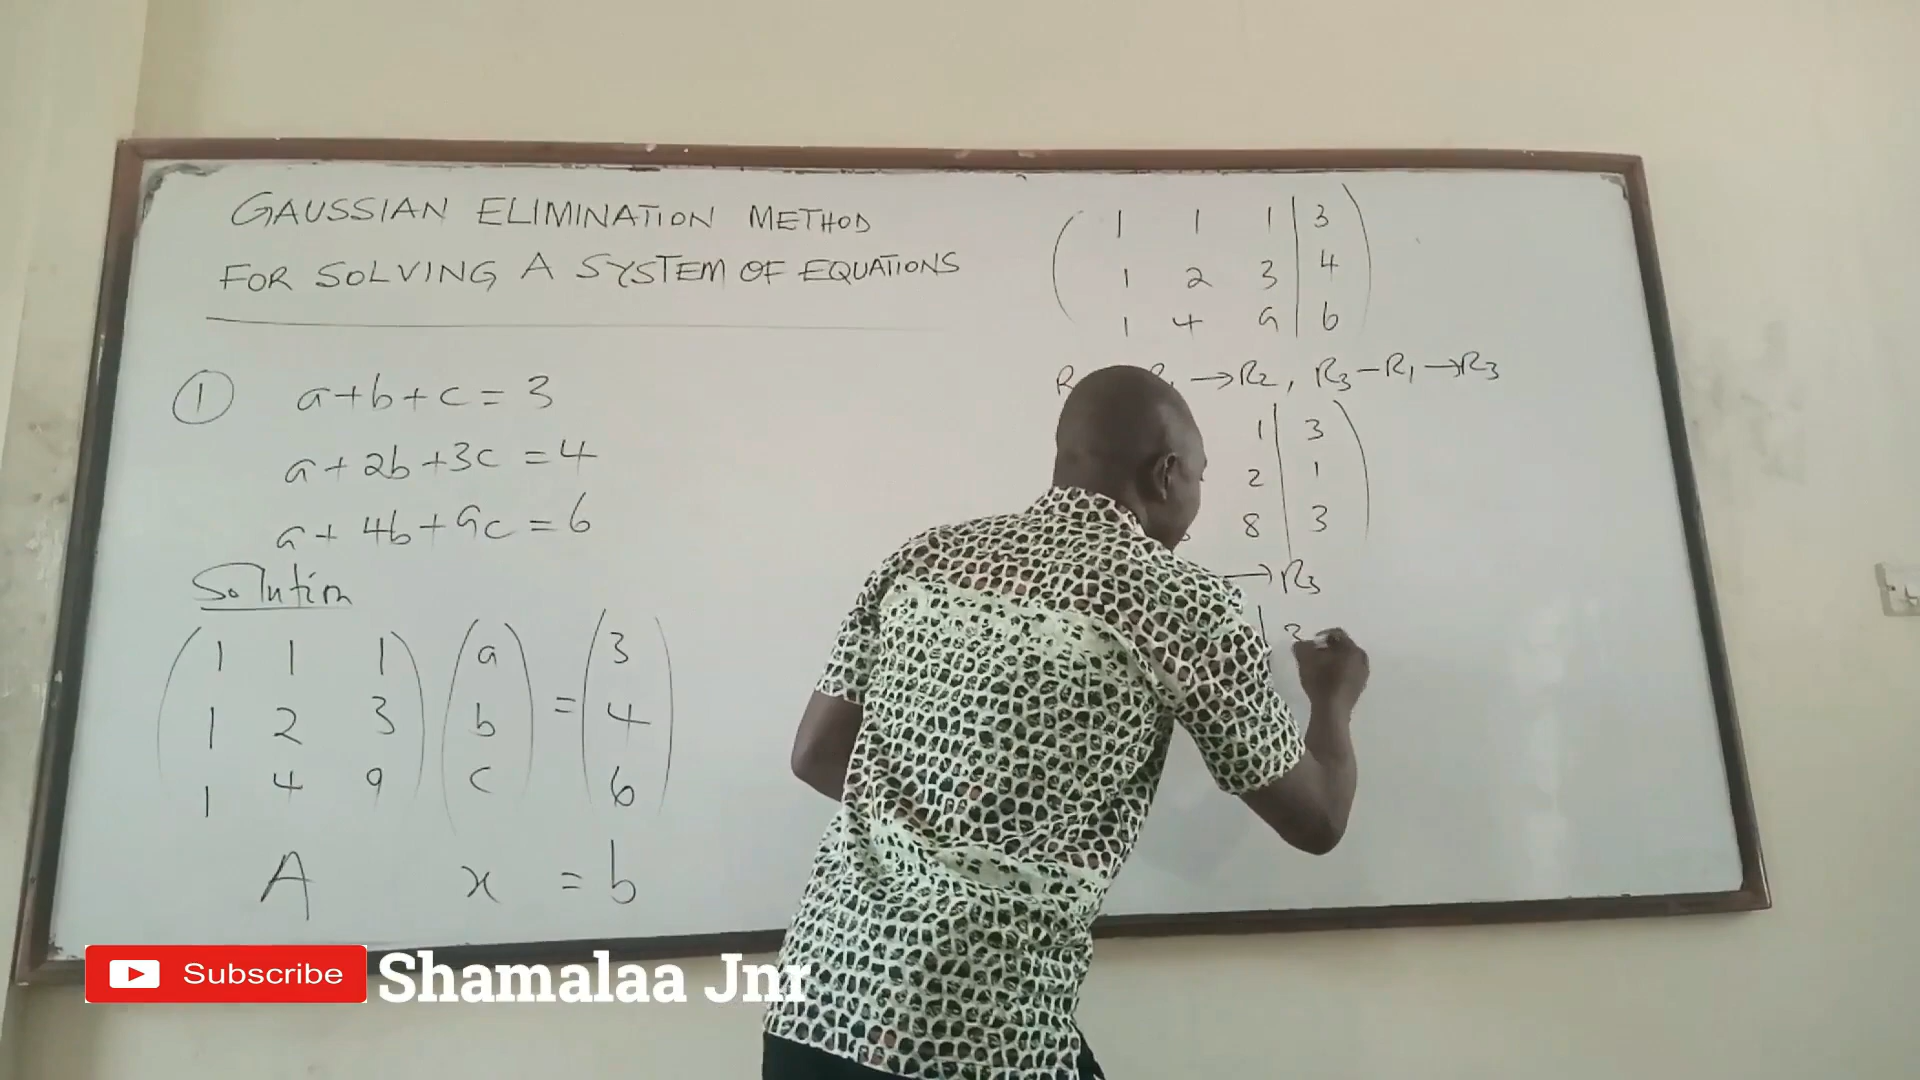 GAUSSIAN ELIMINATION METHOD
FOR SOLVING A SYSTEM OF EQUATIONS
① a+b+c=3
a+2b+3c=4
a+4b+9c=6
Solution
1 1 1 a 3
1 2 3 b = 4
1 4 9 c 6
A x = b
1 1 1 | 3
1 2 3 | 4
1 4 9 | 6
R →R2, R3-R1→R3
1 | 3
2 | 1
8 | 3
→R3
| 3
Subscribe
Shamalaa Jnr